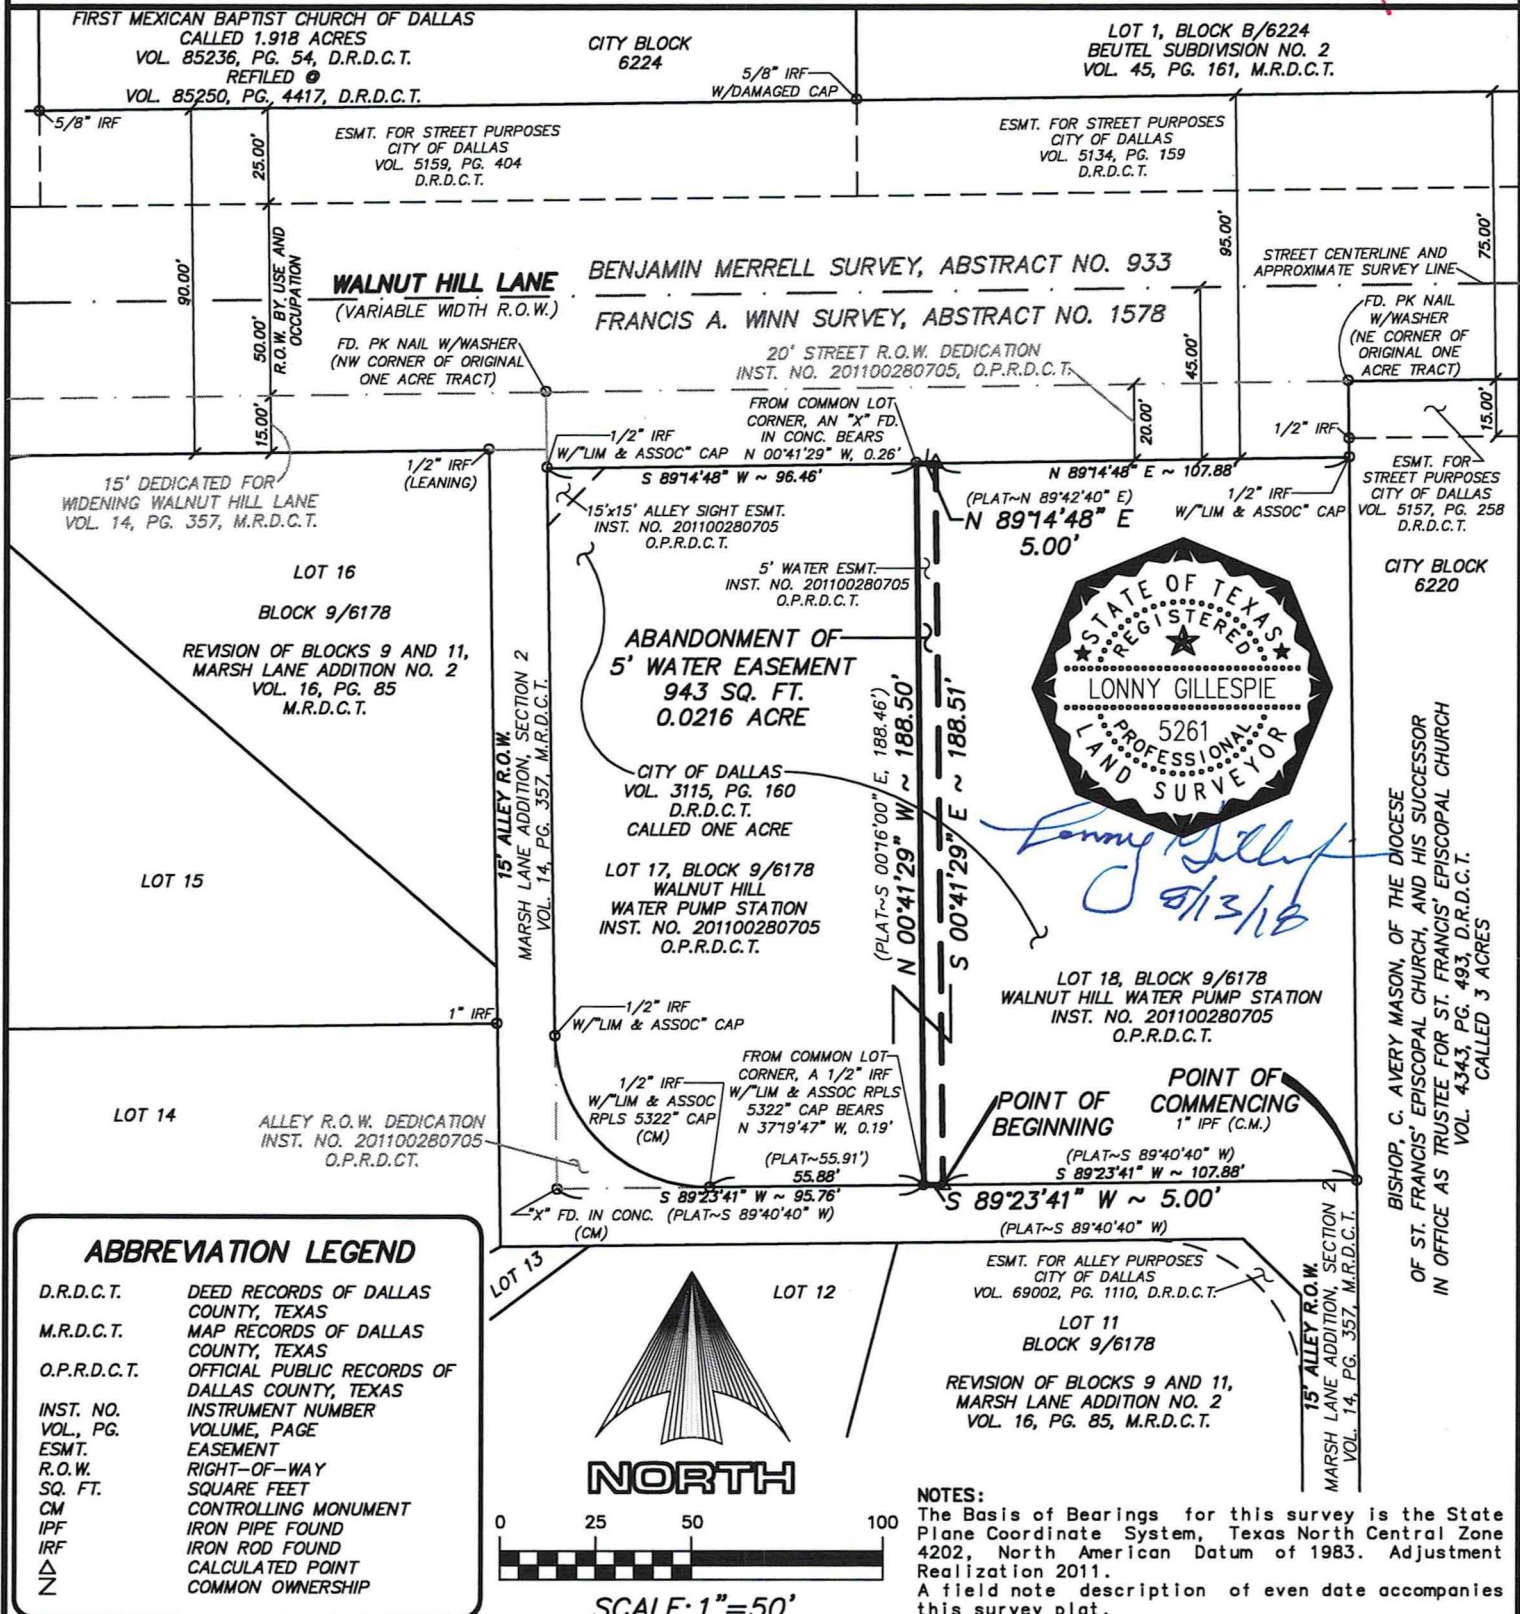 FIRST MEXICAN BAPTIST CHURCH OF DALLAS
CALLED 1.918 ACRES
VOL. 85236, PG. 54, D.R.D.C.T.
REFILED @
VOL. 85250, PG. 4417, D.R.D.C.T.
CITY BLOCK
6224
5/8" IRF
W/DAMAGED CAP
LOT 1, BLOCK B/6224
BEUTEL SUBDIVISION NO. 2
VOL. 45, PG. 161, M.R.D.C.T.
5/8" IRF
25.00'
ESMT. FOR STREET PURPOSES
CITY OF DALLAS
VOL. 5159, PG. 404
D.R.D.C.T.
ESMT. FOR STREET PURPOSES
CITY OF DALLAS
VOL. 5134, PG. 159
D.R.D.C.T.
90.00'
50.00'
R.O.W. BY USE AND
OCCUPATION
15.00'
95.00'
75.00'
WALNUT HILL LANE
(VARIABLE WIDTH R.O.W.)
BENJAMIN MERRELL SURVEY, ABSTRACT NO. 933
FRANCIS A. WINN SURVEY, ABSTRACT NO. 1578
STREET CENTERLINE AND
APPROXIMATE SURVEY LINE
FD. PK NAIL W/WASHER
(NW CORNER OF ORIGINAL
ONE ACRE TRACT)
20' STREET R.O.W. DEDICATION
INST. NO. 201100280705, O.P.R.D.C.T.
45.00'
20.00'
FD. PK NAIL
W/WASHER
(NE CORNER OF
ORIGINAL ONE
ACRE TRACT)
15.00'
FROM COMMON LOT
CORNER, AN "X" FD.
IN CONC. BEARS
N 00°41'29" W, 0.26'
1/2" IRF
W/"LIM & ASSOC" CAP
S 89°14'48" W ~ 96.46'
1/2" IRF
(LEANING)
15' DEDICATED FOR
WIDENING WALNUT HILL LANE
VOL. 14, PG. 357, M.R.D.C.T.
N 89°14'48" E ~ 107.88'
(PLAT~N 89°42'40" E)
N 89°14'48" E
5.00'
1/2" IRF
1/2" IRF
W/"LIM & ASSOC" CAP
ESMT. FOR
STREET PURPOSES
CITY OF DALLAS
VOL. 5157, PG. 258
D.R.D.C.T.
15'x15' ALLEY SIGHT ESMT.
INST. NO. 201100280705
O.P.R.D.C.T.
5' WATER ESMT.
INST. NO. 201100280705
O.P.R.D.C.T.
CITY BLOCK
6220
LOT 16
BLOCK 9/6178
REVISION OF BLOCKS 9 AND 11,
MARSH LANE ADDITION NO. 2
VOL. 16, PG. 85
M.R.D.C.T.
ABANDONMENT OF
5' WATER EASEMENT
943 SQ. FT.
0.0216 ACRE
STATE OF TEXAS
REGISTERED
LONNY GILLESPIE
5261
PROFESSIONAL
LAND SURVEYOR
Lonny Gillespie
8/13/18
15' ALLEY R.O.W.
MARSH LANE ADDITION, SECTION 2
VOL. 14, PG. 357, M.R.D.C.T.
CITY OF DALLAS
VOL. 3115, PG. 160
D.R.D.C.T.
CALLED ONE ACRE
(PLAT~S 00°16'00" E, 188.46')
N 00°41'29" W ~ 188.50'
S 00°41'29" E ~ 188.51'
LOT 15
LOT 17, BLOCK 9/6178
WALNUT HILL
WATER PUMP STATION
INST. NO. 201100280705
O.P.R.D.C.T.
LOT 18, BLOCK 9/6178
WALNUT HILL WATER PUMP STATION
INST. NO. 201100280705
O.P.R.D.C.T.
BISHOP, C. AVERY MASON, OF THE DIOCESE
OF ST. FRANCIS' EPISCOPAL CHURCH, AND HIS SUCCESSOR
IN OFFICE AS TRUSTEE FOR ST. FRANCIS' EPISCOPAL CHURCH
VOL. 4343, PG. 493, D.R.D.C.T.
CALLED 3 ACRES
1" IRF
1/2" IRF
W/"LIM & ASSOC" CAP
LOT 14
ALLEY R.O.W. DEDICATION
INST. NO. 201100280705
O.P.R.D.CT.
1/2" IRF
W/"LIM & ASSOC
RPLS 5322" CAP
(CM)
FROM COMMON LOT
CORNER, A 1/2" IRF
W/"LIM & ASSOC RPLS
5322" CAP BEARS
N 37°19'47" W, 0.19'
POINT OF
BEGINNING
POINT OF
COMMENCING
1" IPF (C.M.)
(PLAT~55.91')
55.88'
S 89°23'41" W ~ 95.76'
(PLAT~S 89°40'40" W)
(PLAT~S 89°40'40" W)
S 89°23'41" W ~ 107.88'
S 89°23'41" W ~ 5.00'
(PLAT~S 89°40'40" W)
"X" FD. IN CONC.
(CM)
LOT 13
LOT 12
ESMT. FOR ALLEY PURPOSES
CITY OF DALLAS
VOL. 69002, PG. 1110, D.R.D.C.T.
LOT 11
BLOCK 9/6178
REVISION OF BLOCKS 9 AND 11,
MARSH LANE ADDITION NO. 2
VOL. 16, PG. 85, M.R.D.C.T.
15' ALLEY R.O.W.
MARSH LANE ADDITION, SECTION 2
VOL. 14, PG. 357, M.R.D.C.T.
ABBREVIATION LEGEND
D.R.D.C.T. DEED RECORDS OF DALLAS
COUNTY, TEXAS
M.R.D.C.T. MAP RECORDS OF DALLAS
COUNTY, TEXAS
O.P.R.D.C.T. OFFICIAL PUBLIC RECORDS OF
DALLAS COUNTY, TEXAS
INST. NO. INSTRUMENT NUMBER
VOL., PG. VOLUME, PAGE
ESMT. EASEMENT
R.O.W. RIGHT-OF-WAY
SQ. FT. SQUARE FEET
CM CONTROLLING MONUMENT
IPF IRON PIPE FOUND
IRF IRON ROD FOUND
△ CALCULATED POINT
Z COMMON OWNERSHIP
NORTH
0 25 50 100
SCALE: 1"=50'
NOTES:
The Basis of Bearings for this survey is the State
Plane Coordinate System, Texas North Central Zone
4202, North American Datum of 1983. Adjustment
Realization 2011.
A field note description of even date accompanies
this survey plat.